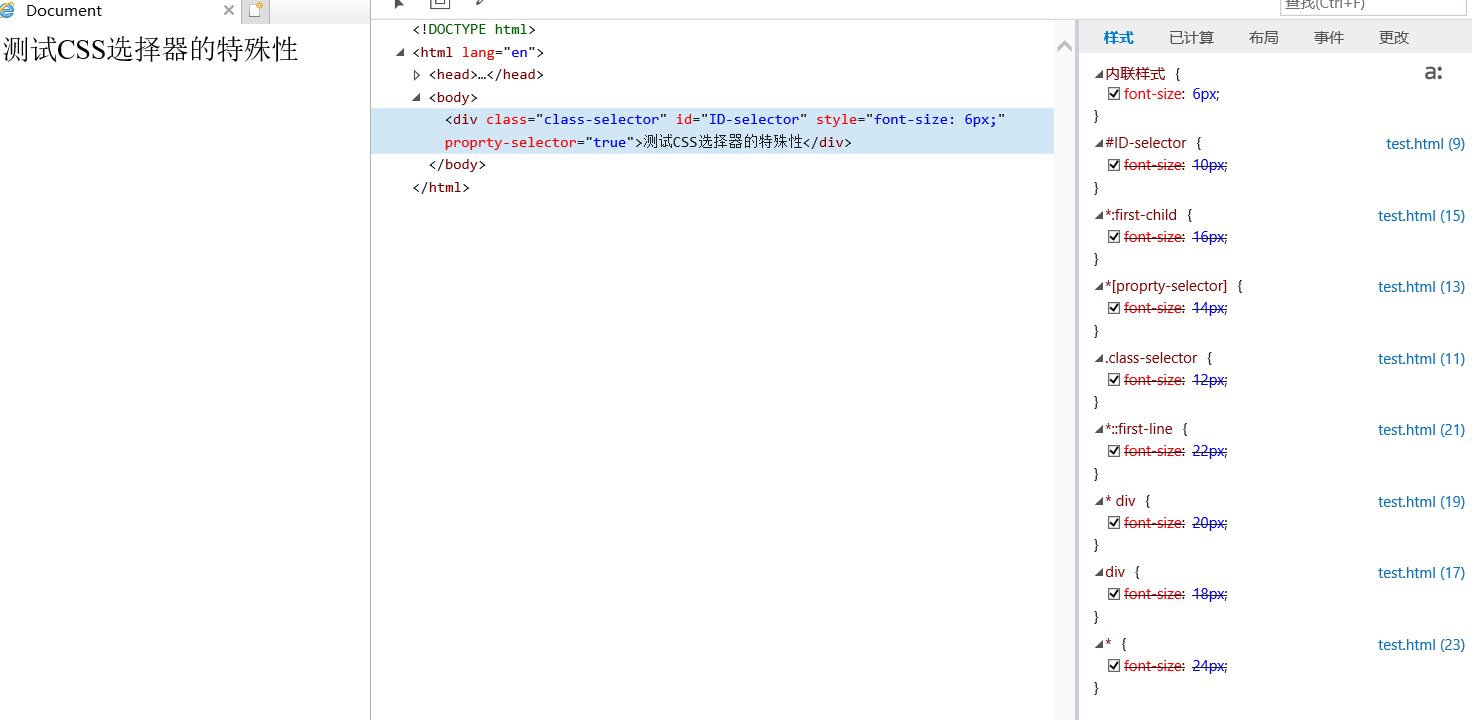 Document
测试CSS选择器的特殊性
<!DOCTYPE html>
<html lang="en">
<head>…</head>
<body>
<div class="class-selector" id="ID-selector" style="font-size: 6px;"
proprty-selector="true">测试CSS选择器的特殊性</div>
</body>
</html>
查找(Ctrl+F)
样式 已计算 布局 事件 更改
内联样式 { a:
font-size: 6px;
}
#ID-selector { test.html (9)
font-size: 10px;
}
*:first-child { test.html (15)
font-size: 16px;
}
*[proprty-selector] { test.html (13)
font-size: 14px;
}
.class-selector { test.html (11)
font-size: 12px;
}
*::first-line { test.html (21)
font-size: 22px;
}
* div { test.html (19)
font-size: 20px;
}
div { test.html (17)
font-size: 18px;
}
* { test.html (23)
font-size: 24px;
}